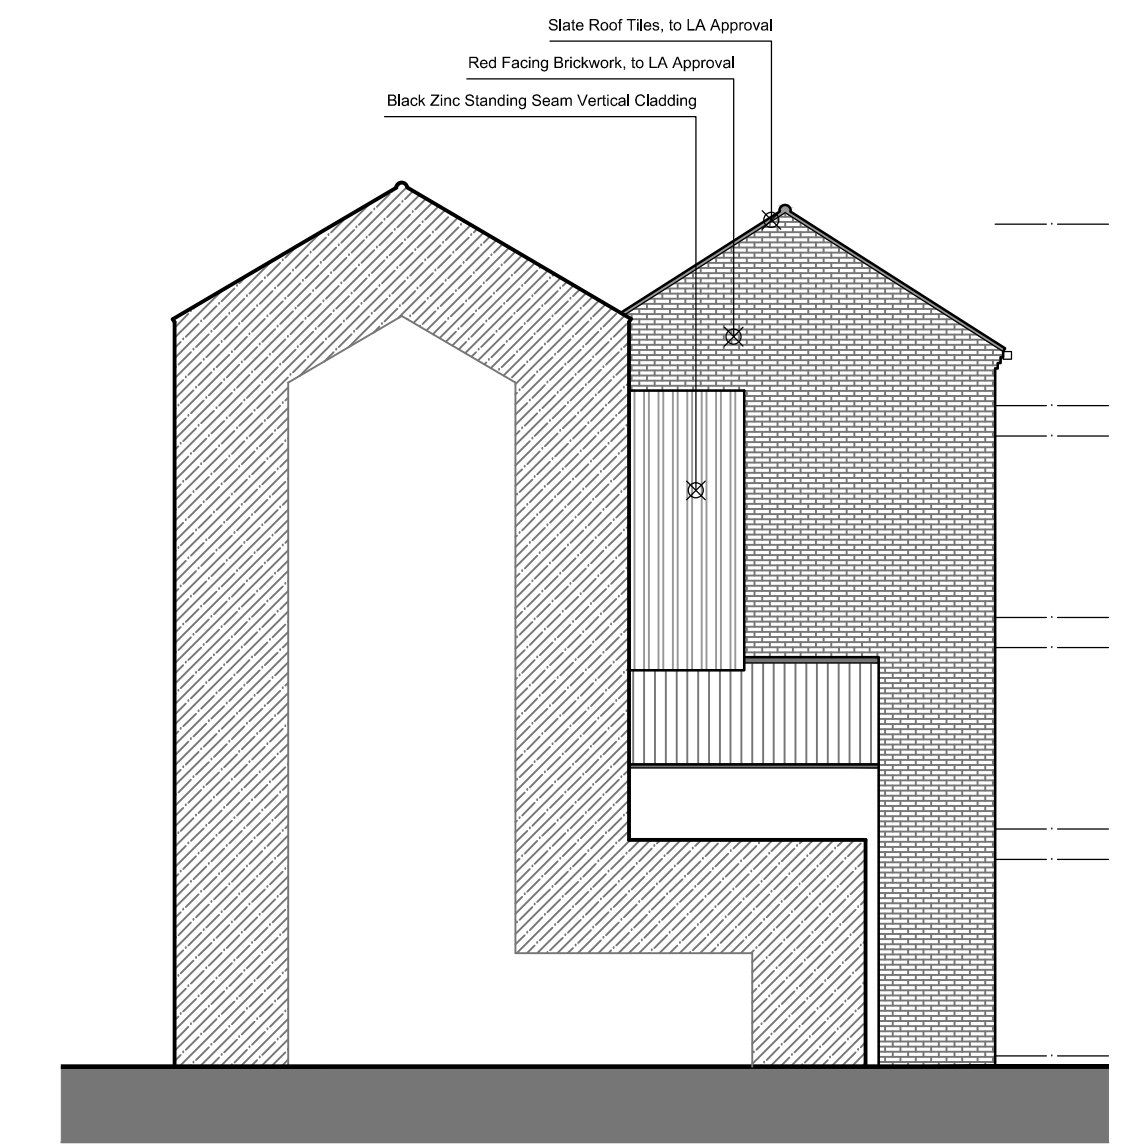 Slate Roof Tiles, to LA Approval
Red Facing Brickwork, to LA Approval
Black Zinc Standing Seam Vertical Cladding